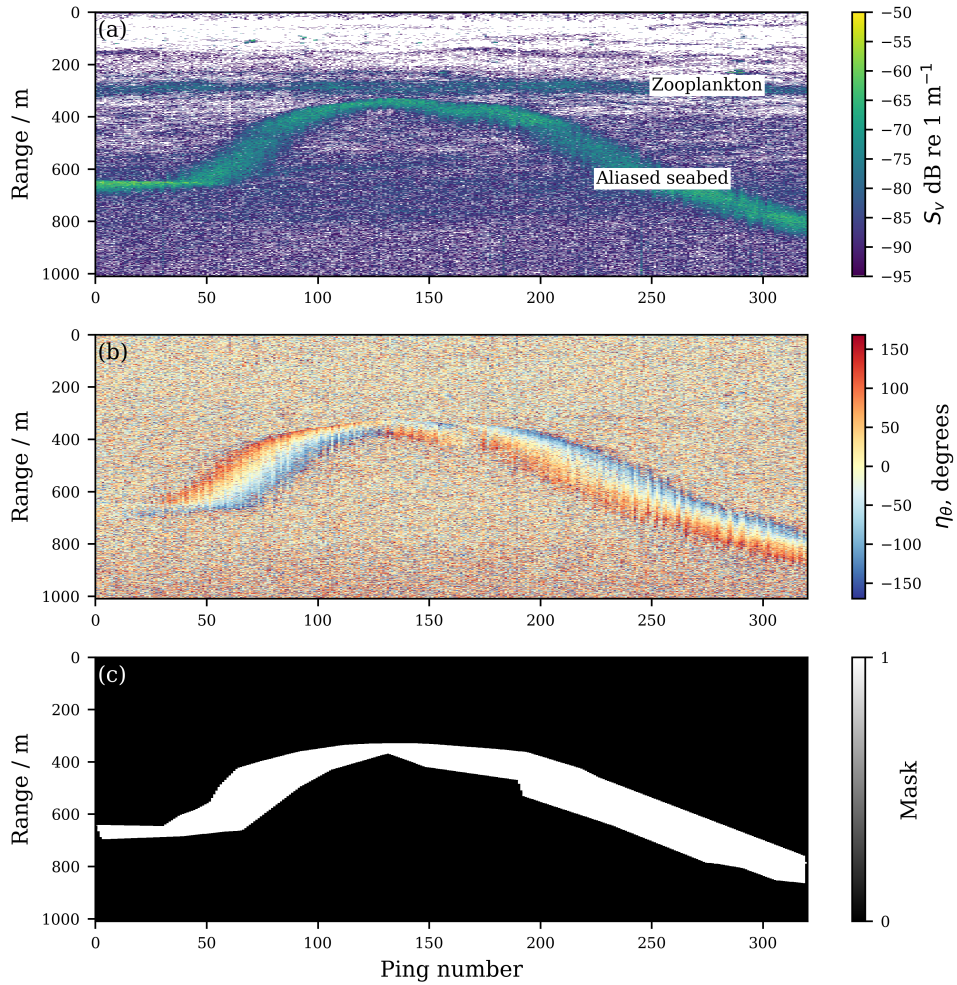 (a)
Range / m
0
200
400
600
800
1000
Zooplankton
Aliased seabed
0 50 100 150 200 250 300
−50
−55
−60
−65
−70
−75
−80
−85
−90
−95
Sᵥ dB re 1 m⁻¹
(b)
Range / m
0
200
400
600
800
1000
0 50 100 150 200 250 300
150
100
50
0
−50
−100
−150
η_θ, degrees
(c)
Range / m
0
200
400
600
800
1000
0 50 100 150 200 250 300
Ping number
1
0
Mask